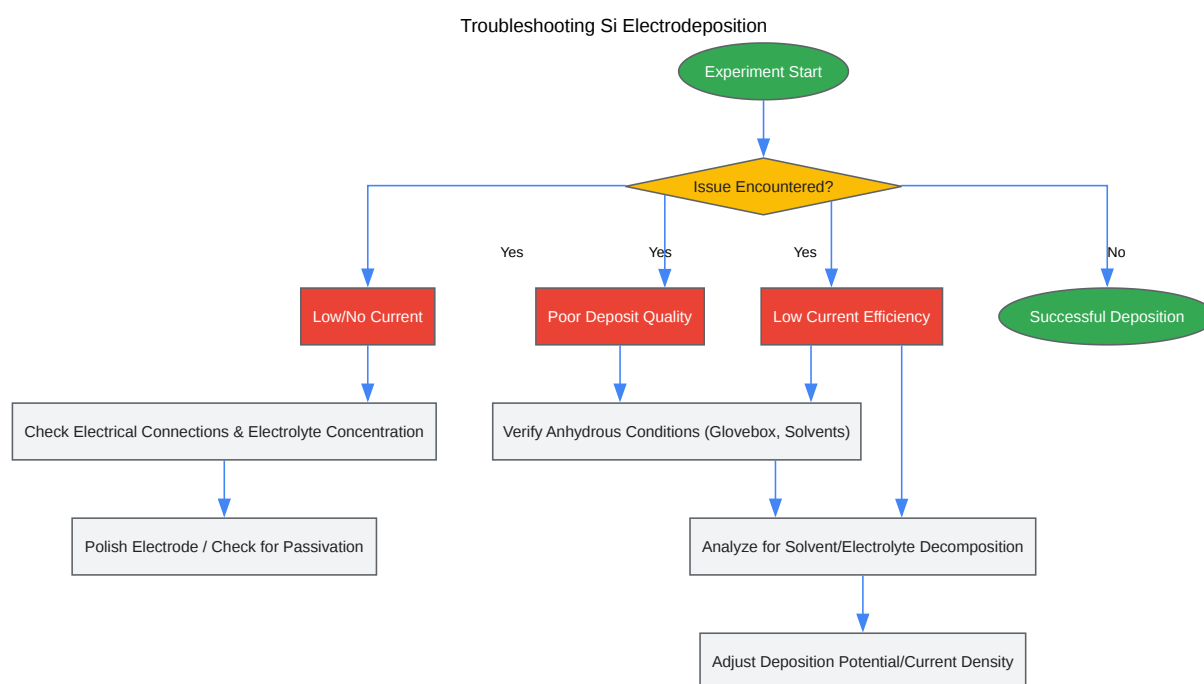 Troubleshooting Si Electrodeposition
Experiment Start
Issue Encountered?
Yes
Yes
Yes
No
Low/No Current
Poor Deposit Quality
Low Current Efficiency
Successful Deposition
Check Electrical Connections & Electrolyte Concentration
Verify Anhydrous Conditions (Glovebox, Solvents)
Polish Electrode / Check for Passivation
Analyze for Solvent/Electrolyte Decomposition
Adjust Deposition Potential/Current Density